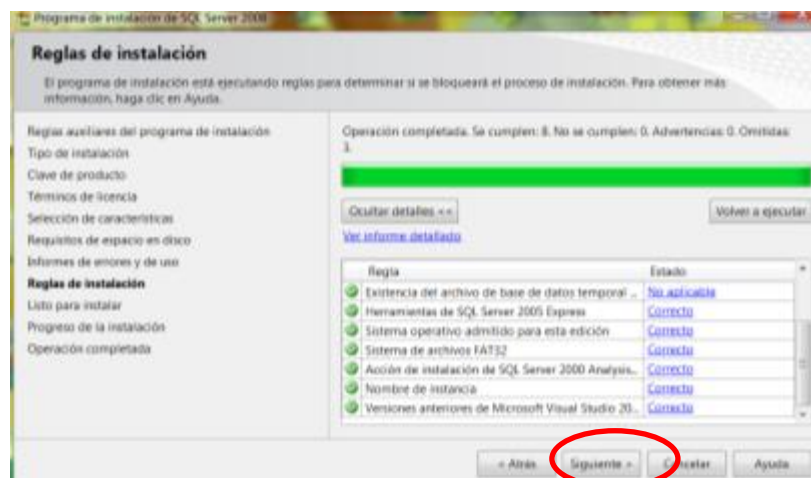 Programa de instalación de SQL Server 2008
Reglas de instalación
El programa de instalación está ejecutando reglas para determinar si se bloqueará el proceso de instalación. Para obtener más
información, haga clic en Ayuda.
Reglas auxiliares del programa de instalación
Tipo de instalación
Clave de producto
Términos de licencia
Selección de características
Requisitos de espacio en disco
Informes de errores y de uso
Reglas de instalación
Listo para instalar
Progreso de la instalación
Operación completada
Operación completada. Se cumplen: 8. No se cumplen: 0. Advertencias: 0. Omitidas:
3.
Ocultar detalles <<
Volver a ejecutar
Ver informe detallado
Regla Estado
Existencia del archivo de base de datos temporal ... No aplicable
Herramientas de SQL Server 2005 Express Correcto
Sistema operativo admitido para esta edición Correcto
Sistema de archivos FAT32 Correcto
Acción de instalación de SQL Server 2000 Analysis... Correcto
Nombre de instancia Correcto
Versiones anteriores de Microsoft Visual Studio 20... Correcto
< Atrás Siguiente > Cancelar Ayuda